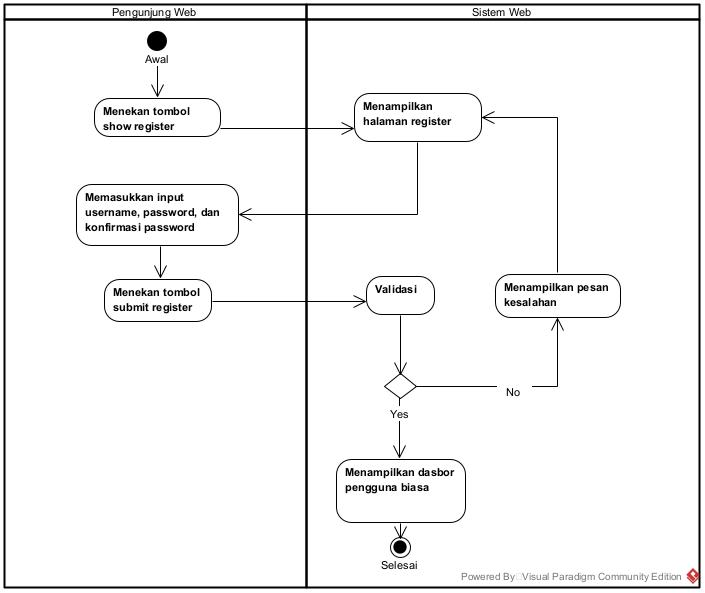 Pengunjung Web
Sistem Web
Awal
Menekan tombol
show register
Menampilkan
halaman register
Memasukkan input
username, password, dan
konfirmasi password
Menekan tombol
submit register
Validasi
Menampilkan pesan
kesalahan
No
Yes
Menampilkan dasbor
pengguna biasa
Selesai
Powered By Visual Paradigm Community Edition